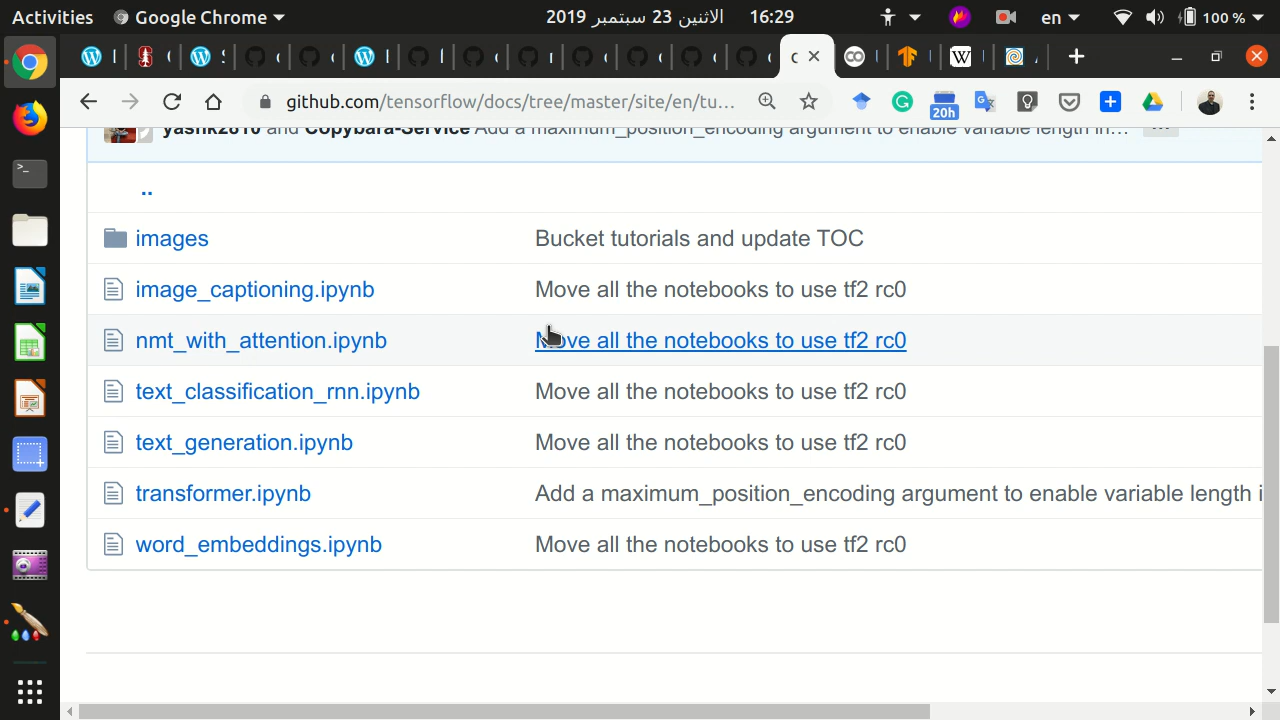 Activities Google Chrome الاثنين 23 سبتمبر 2019 16:29 en 100 %
github.com/tensorflow/docs/tree/master/site/en/tu...
20h
yashk2810 and Copybara-Service Add a maximum_position_encoding argument to enable variable length in… …
..
images Bucket tutorials and update TOC
image_captioning.ipynb Move all the notebooks to use tf2 rc0
nmt_with_attention.ipynb Move all the notebooks to use tf2 rc0
text_classification_rnn.ipynb Move all the notebooks to use tf2 rc0
text_generation.ipynb Move all the notebooks to use tf2 rc0
transformer.ipynb Add a maximum_position_encoding argument to enable variable length i
word_embeddings.ipynb Move all the notebooks to use tf2 rc0